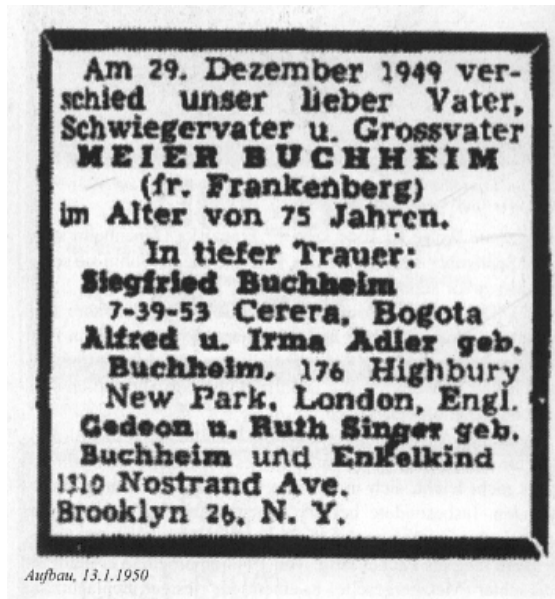 Am 29. Dezember 1949 ver-
schied unser lieber Vater,
Schwiegervater u. Grossvater
MEIER BUCHHEIM
(fr. Frankenberg)
im Alter von 75 Jahren.
In tiefer Trauer:
Siegfried Buchheim
7-39-53 Cerera, Bogota
Alfred u. Irma Adler geb.
Buchheim, 176 Highbury
New Park, London, Engl.
Gedeon u. Ruth Singer geb.
Buchheim und Enkelkind
1310 Nostrand Ave.
Brooklyn 26, N. Y.
Aufbau, 13.1.1950